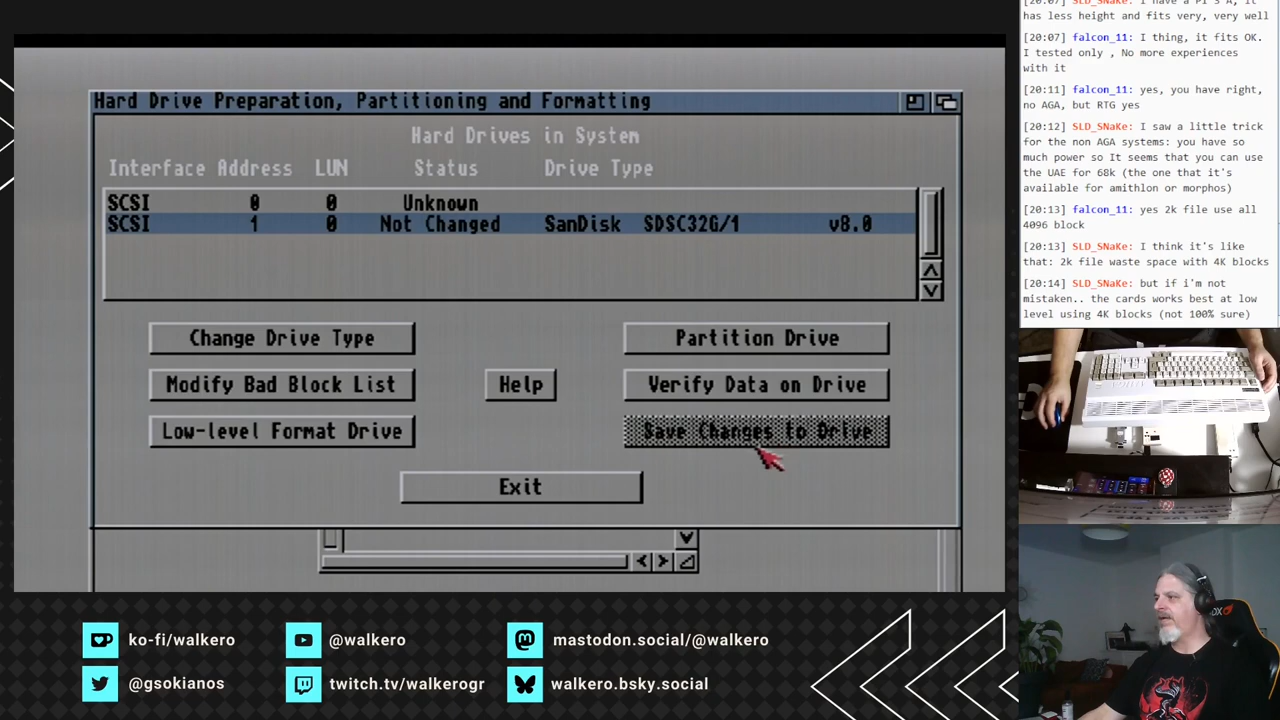 Hard Drive Preparation, Partitioning and Formatting
Hard Drives in System
Interface Address LUN Status Drive Type
SCSI 0 0 Unknown
SCSI 1 0 Not Changed SanDisk SDSC32G/1 v8.0
Change Drive Type
Partition Drive
Modify Bad Block List
Help
Verify Data on Drive
Low-level Format Drive
Save Changes to Drive
Exit
ko-fi/walkero
@walkero
mastodon.social/@walkero
@gsokianos
twitch.tv/walkerogr
walkero.bsky.social
has less height and fits very, very well
[20:07] falcon_11: I thing, it fits OK.
I tested only , No more experiences
with it
[20:11] falcon_11: yes, you have right,
no AGA, but RTG yes
[20:12] SLD_SNaKe: I saw a little trick
for the non AGA systems: you have so
much power so It seems that you can use
the UAE for 68k (the one that it's
available for amithlon or morphos)
[20:13] falcon_11: yes 2k file use all
4096 block
[20:13] SLD_SNaKe: I think it's like
that: 2k file waste space with 4K blocks
[20:14] SLD_SNaKe: but if i'm not
mistaken.. the cards works best at low
level using 4K blocks (not 100% sure)